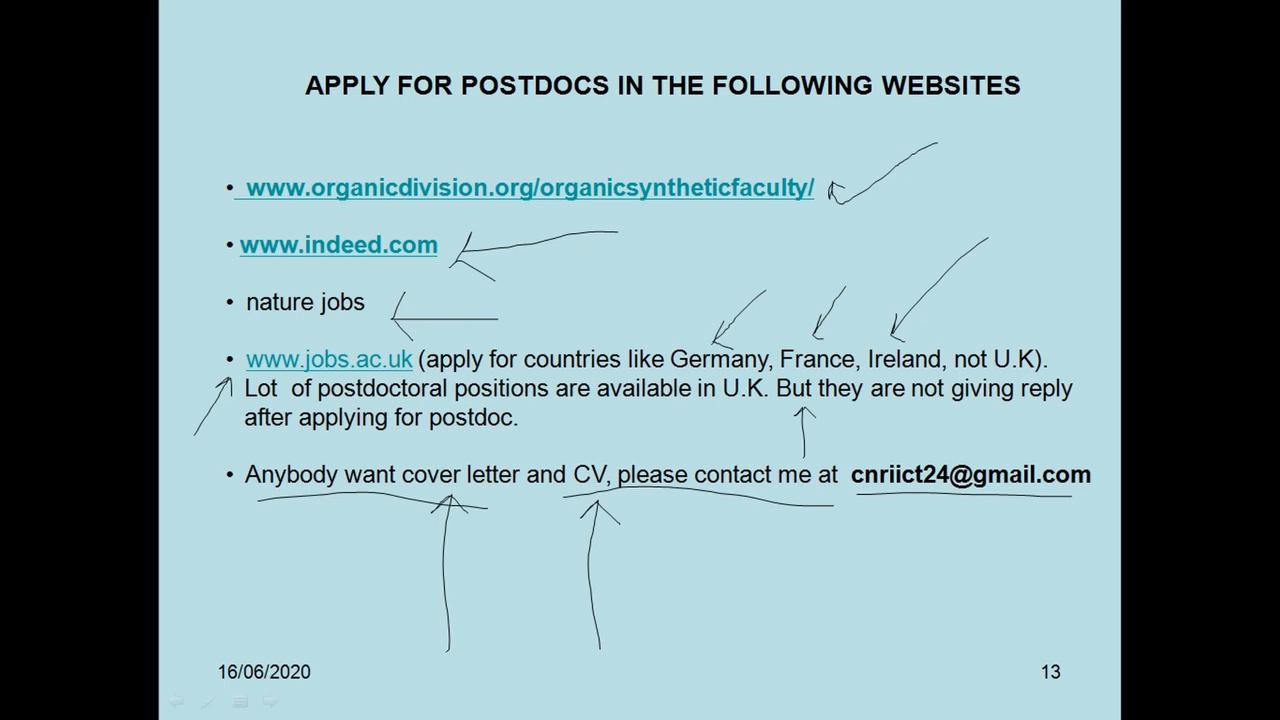 APPLY FOR POSTDOCS IN THE FOLLOWING WEBSITES
• www.organicdivision.org/organicsyntheticfaculty/
• www.indeed.com
• nature jobs
• www.jobs.ac.uk (apply for countries like Germany, France, Ireland, not U.K).
Lot of postdoctoral positions are available in U.K. But they are not giving reply
after applying for postdoc.
• Anybody want cover letter and CV, please contact me at cnriict24@gmail.com
16/06/2020
13